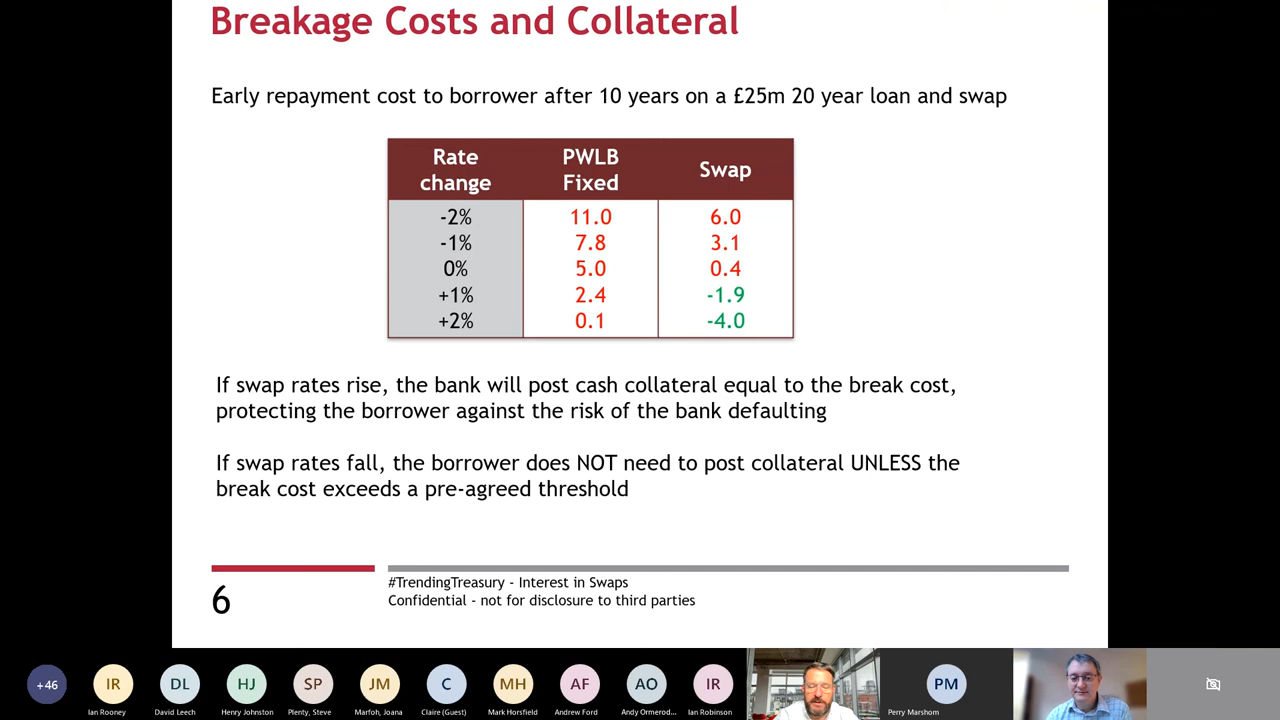 Breakage Costs and Collateral
Early repayment cost to borrower after 10 years on a £25m 20 year loan and swap
Rate change PWLB Fixed Swap
-2% 11.0 6.0
-1% 7.8 3.1
0% 5.0 0.4
+1% 2.4 -1.9
+2% 0.1 -4.0
If swap rates rise, the bank will post cash collateral equal to the break cost,
protecting the borrower against the risk of the bank defaulting
If swap rates fall, the borrower does NOT need to post collateral UNLESS the
break cost exceeds a pre-agreed threshold
6
#TrendingTreasury - Interest in Swaps
Confidential - not for disclosure to third parties
+46 IR DL HJ SP JM C MH AF AO IR PM
Ian Rooney David Leech Henry Johnston Plenty, Steve Marfoh, Joana Claire (Guest) Mark Horsfield Andrew Ford Andy Ormerod... Ian Robinson Perry Marshom